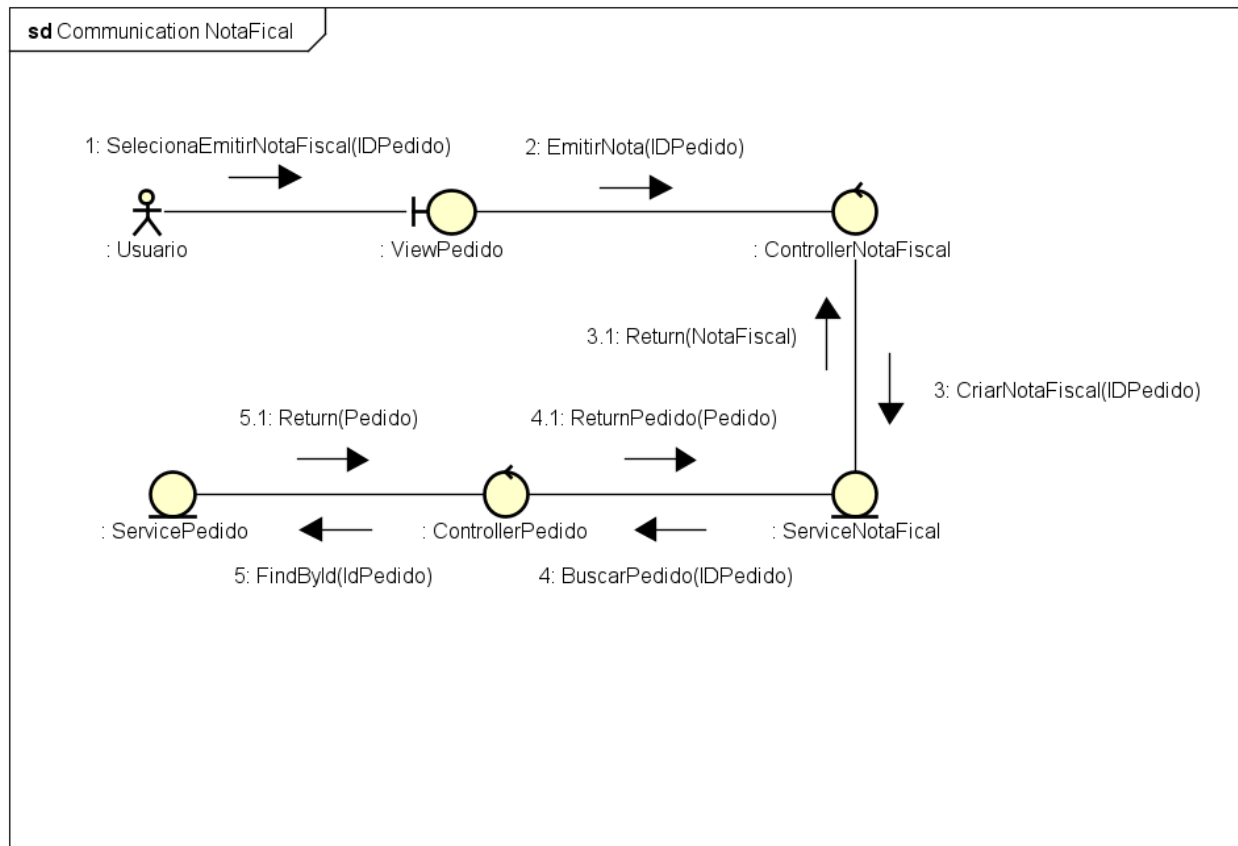 sd Communication NotaFical
1: SelecionaEmitirNotaFiscal(IDPedido)
2: EmitirNota(IDPedido)
: Usuario
: ViewPedido
: ControllerNotaFiscal
3.1: Return(NotaFiscal)
3: CriarNotaFiscal(IDPedido)
5.1: Return(Pedido)
4.1: ReturnPedido(Pedido)
: ServicePedido
: ControllerPedido
: ServiceNotaFical
5: FindById(IdPedido)
4: BuscarPedido(IDPedido)